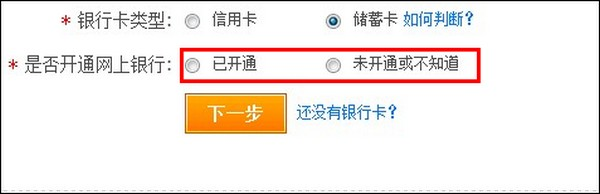 * 银行卡类型: 信用卡 储蓄卡 如何判断?
* 是否开通网上银行: 已开通 未开通或不知道
下一步 还没有银行卡?